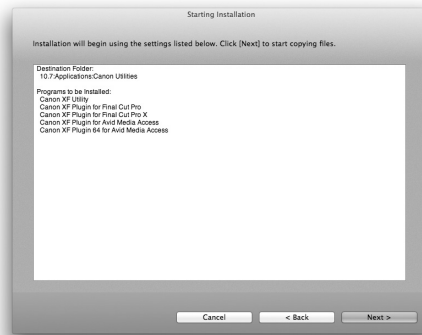 Starting Installation
Installation will begin using the settings listed below. Click [Next] to start copying files.
Destination Folder:
10.7:Applications:Canon Utilities
Programs to be Installed:
Canon XF Utility
Canon XF Plugin for Final Cut Pro
Canon XF Plugin for Final Cut Pro X
Canon XF Plugin for Avid Media Access
Canon XF Plugin 64 for Avid Media Access
Cancel
< Back
Next >